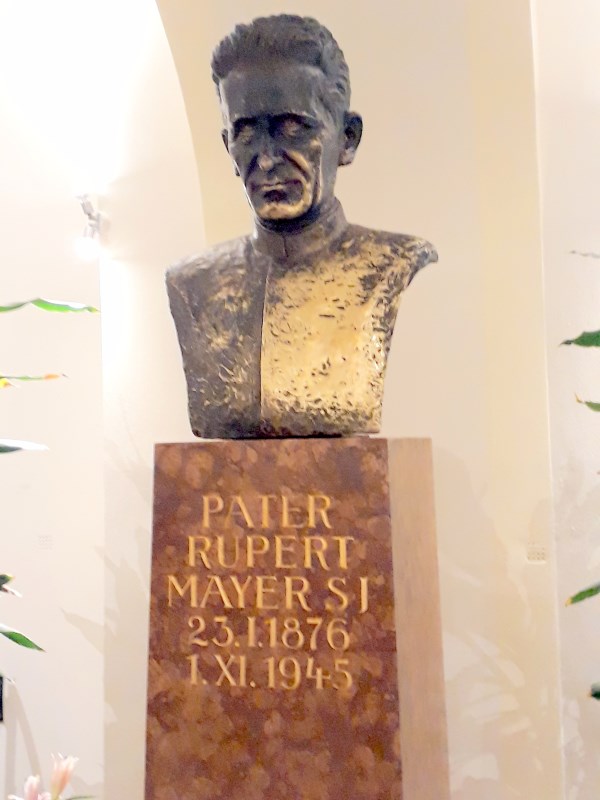 PATER
RUPERT
MAYER SJ
23.I.1876
1.XI.1945